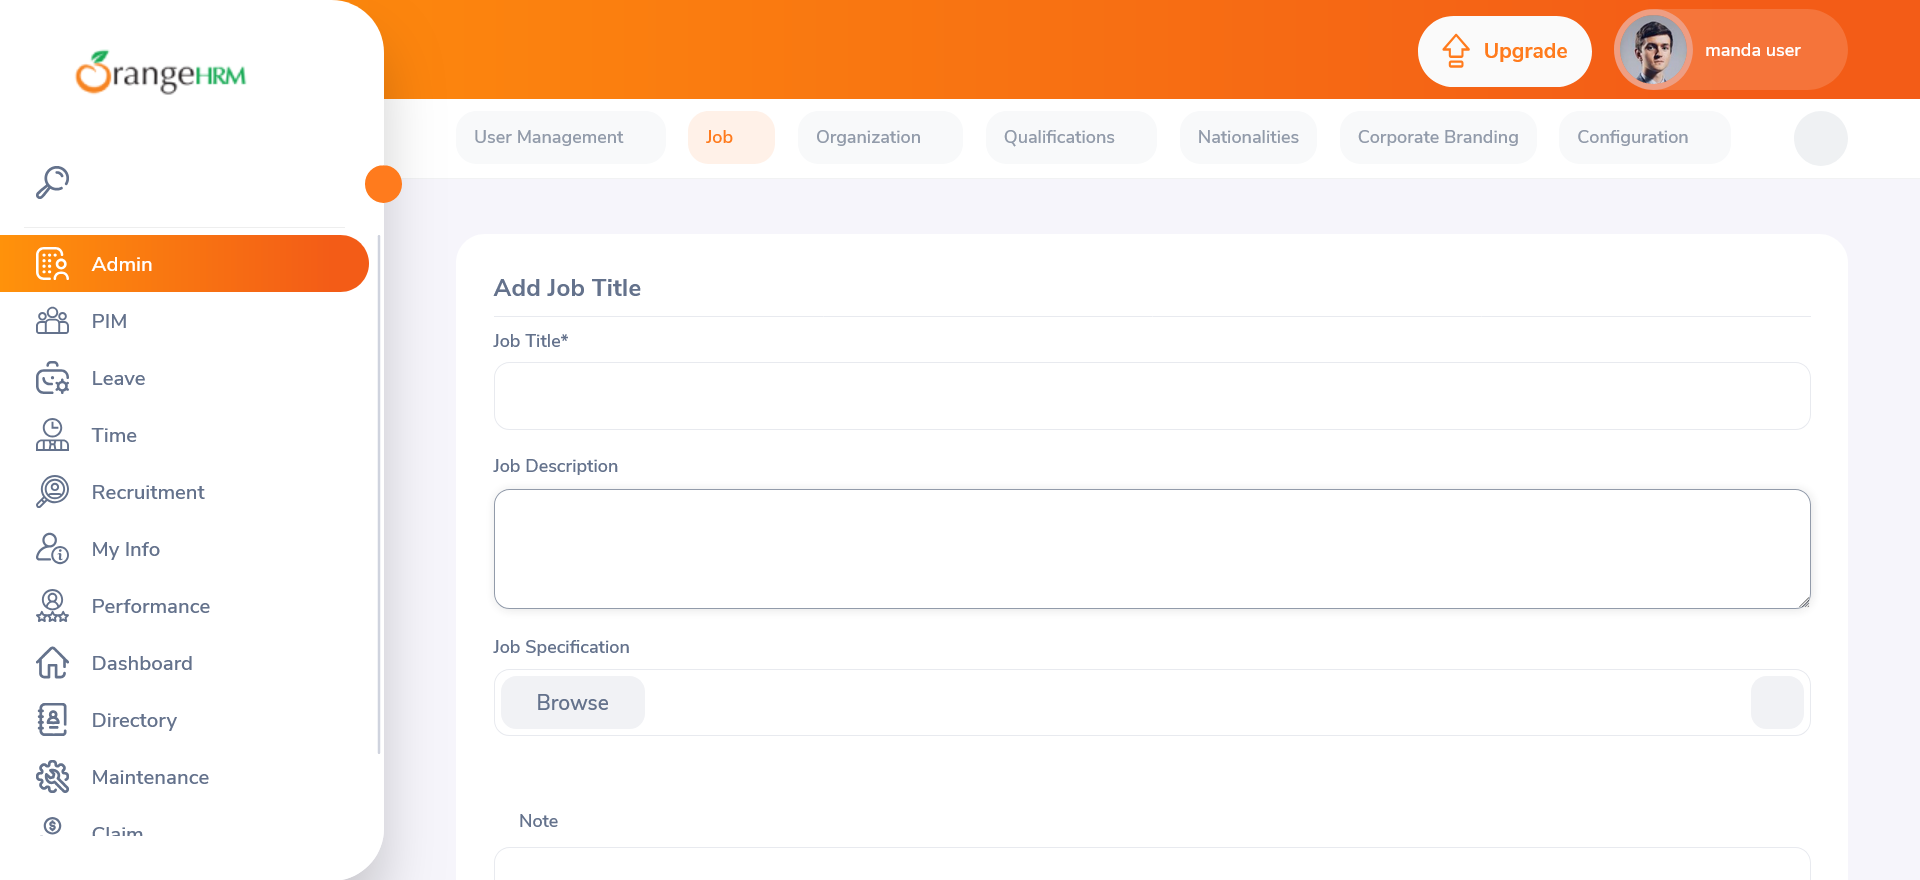 OrangeHRM
Upgrade
manda user
User Management
Job
Organization
Qualifications
Nationalities
Corporate Branding
Configuration
Admin
PIM
Leave
Time
Recruitment
My Info
Performance
Dashboard
Directory
Maintenance
Claim
Add Job Title
Job Title*
Job Description
Job Specification
Browse
Note